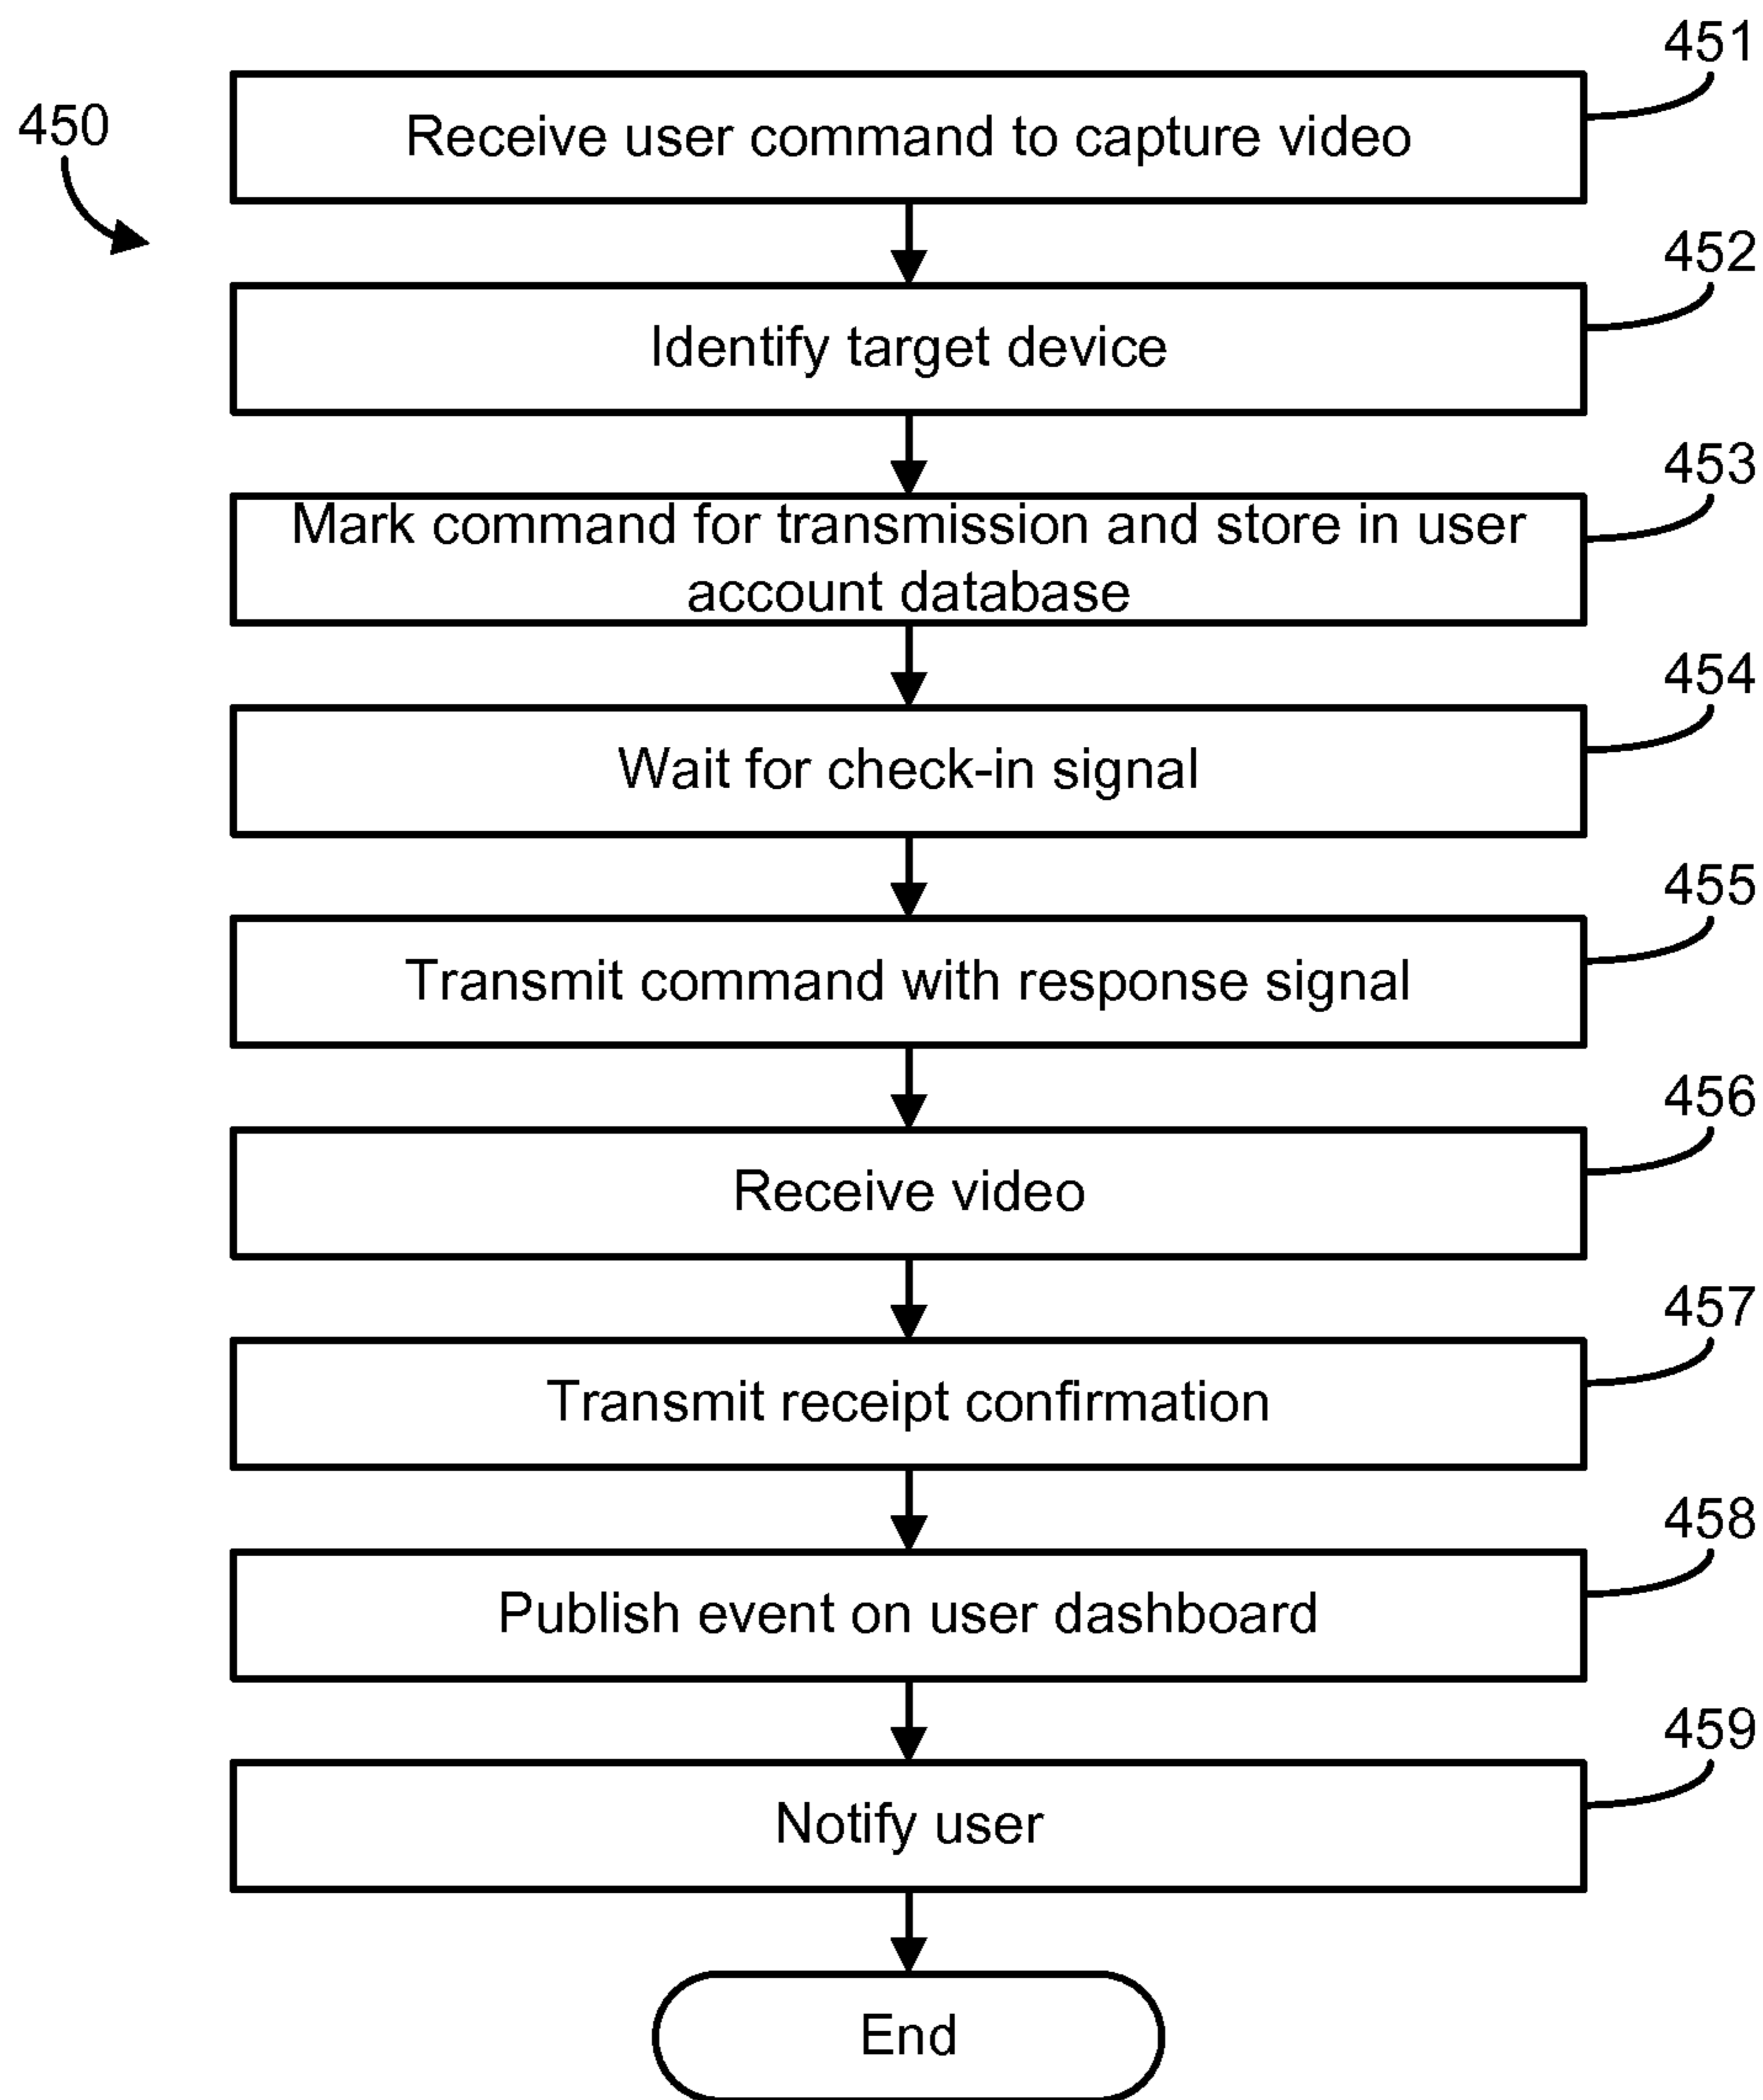 450
451
Receive user command to capture video
452
Identify target device
453
Mark command for transmission and store in user
account database
454
Wait for check-in signal
455
Transmit command with response signal
456
Receive video
457
Transmit receipt confirmation
458
Publish event on user dashboard
459
Notify user
End